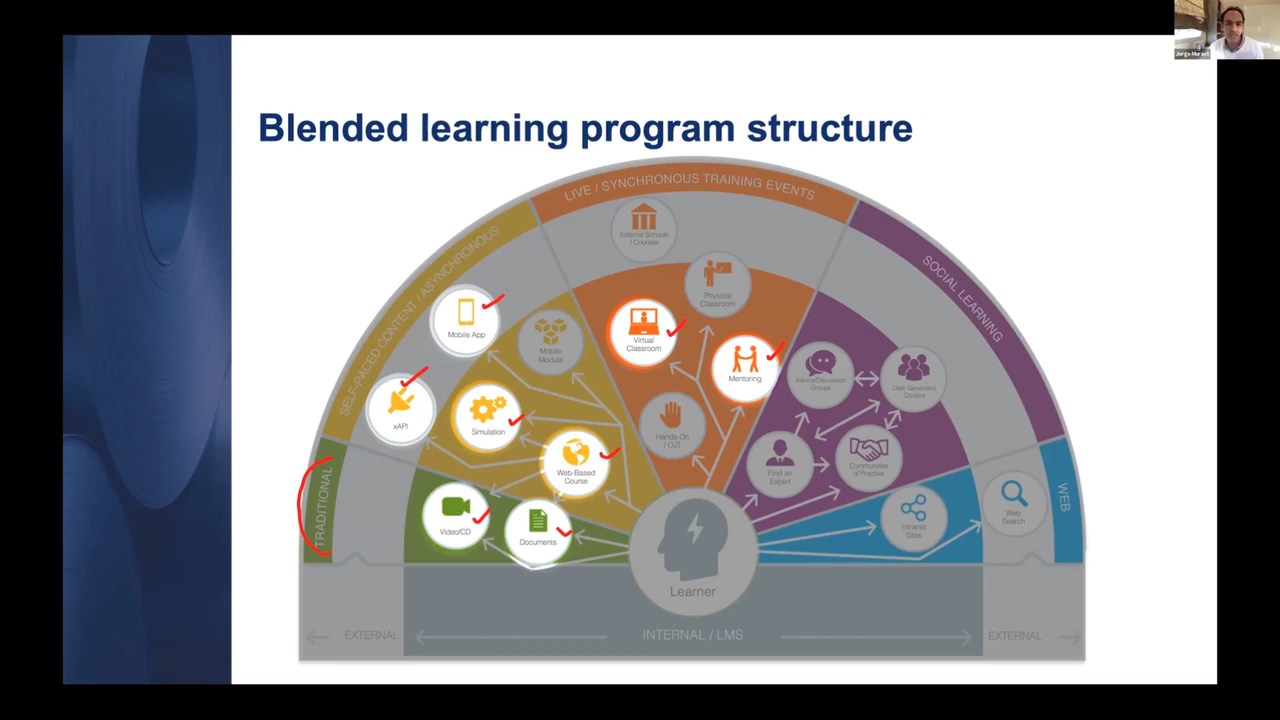 Jorge Muract
Blended learning program structure
LIVE / SYNCHRONOUS TRAINING EVENTS
SELF-PACED CONTENT / ASYNCHRONOUS
SOCIAL LEARNING
TRADITIONAL
WEB
External Schools
/ Courses
Physical
Classroom
Mobile App
Mobile
Module
Virtual
Classroom
Mentoring
Advice/Discussion
Groups
User Generated
Content
xAPI
Simulation
Hands-On
/ OJT
Web-Based
Course
Find an
Expert
Communities
of Practice
Video/CD
Documents
Intranet
Sites
Web
Search
Learner
EXTERNAL
INTERNAL / LMS
EXTERNAL